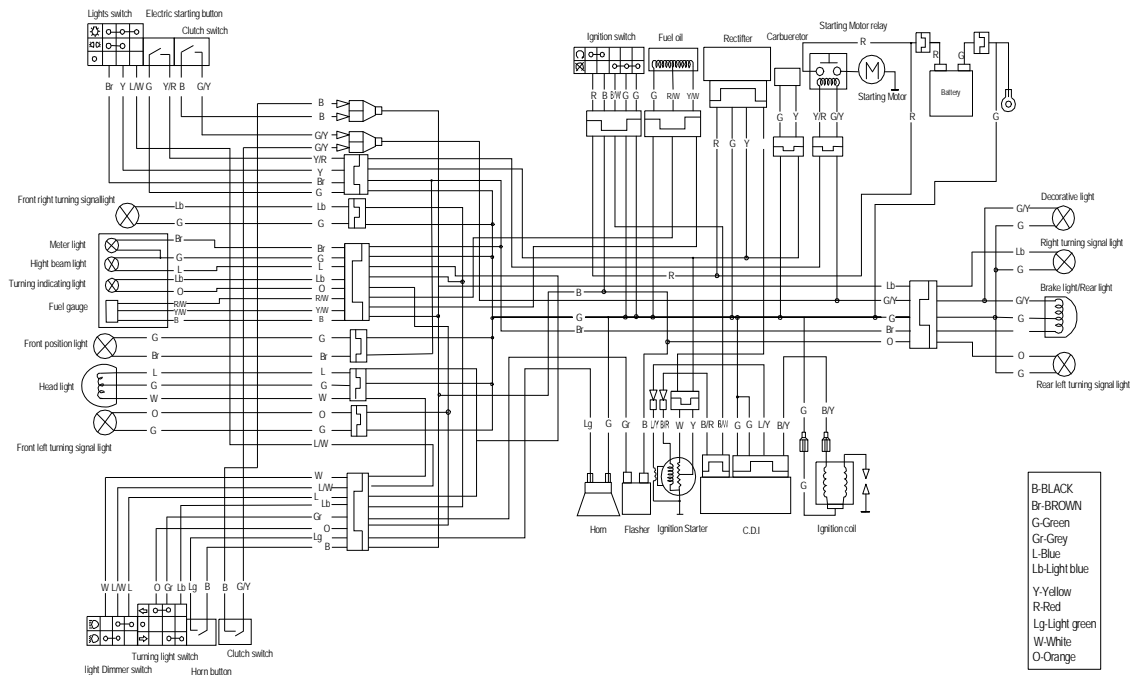 Lights switch
Electric starting button
Clutch switch
Br Y L/W G Y/R B G/Y
Ignition switch
Fuel oil
Rectifter
Carbueretor
Starting Motor relay
R
M
Starting Motor
R
G
Battery
R B B/W G G
G R/W Y/W
R G Y
G Y
Y/R G/Y
R
G
B
B
G/Y
G/Y
Y/R
Y
Br
G
Front right turning signallight
Lb
Lb
G
G
Meter light
Hight beam light
Turning indicating light
Fuel gauge
Br
G
L
Lb
O
R/W
Y/W
B
Br
G
L
Lb
O
R/W
Y/W
B
Front position light
G
G
Br
Br
Head light
L
L
G
G
W
W
Front left turning signal light
O
O
G
G
L/W
W
L/W
L
Lb
Gr
O
Lg
B
R
B
G
Br
Lb
G/Y
G
Br
O
Decorative light
G/Y
Right turning signal light
Lb
G
Brake light/Rear light
G/Y
G
Br
O
G
Rear left turning signal light
Lg G Gr B L/Y B/R W Y B/R B/W G G L/Y B/Y
G B/Y
G
Horn
Flasher
Ignition Starter
C.D.I
Ignition coil
W L/W L
O Gr Lb Lg B
B G/Y
Turning light switch
light Dimmer switch
Horn button
Clutch switch
B-BLACK
Br-BROWN
G-Green
Gr-Grey
L-Blue
Lb-Light blue
Y-Yellow
R-Red
Lg-Light green
W-White
O-Orange